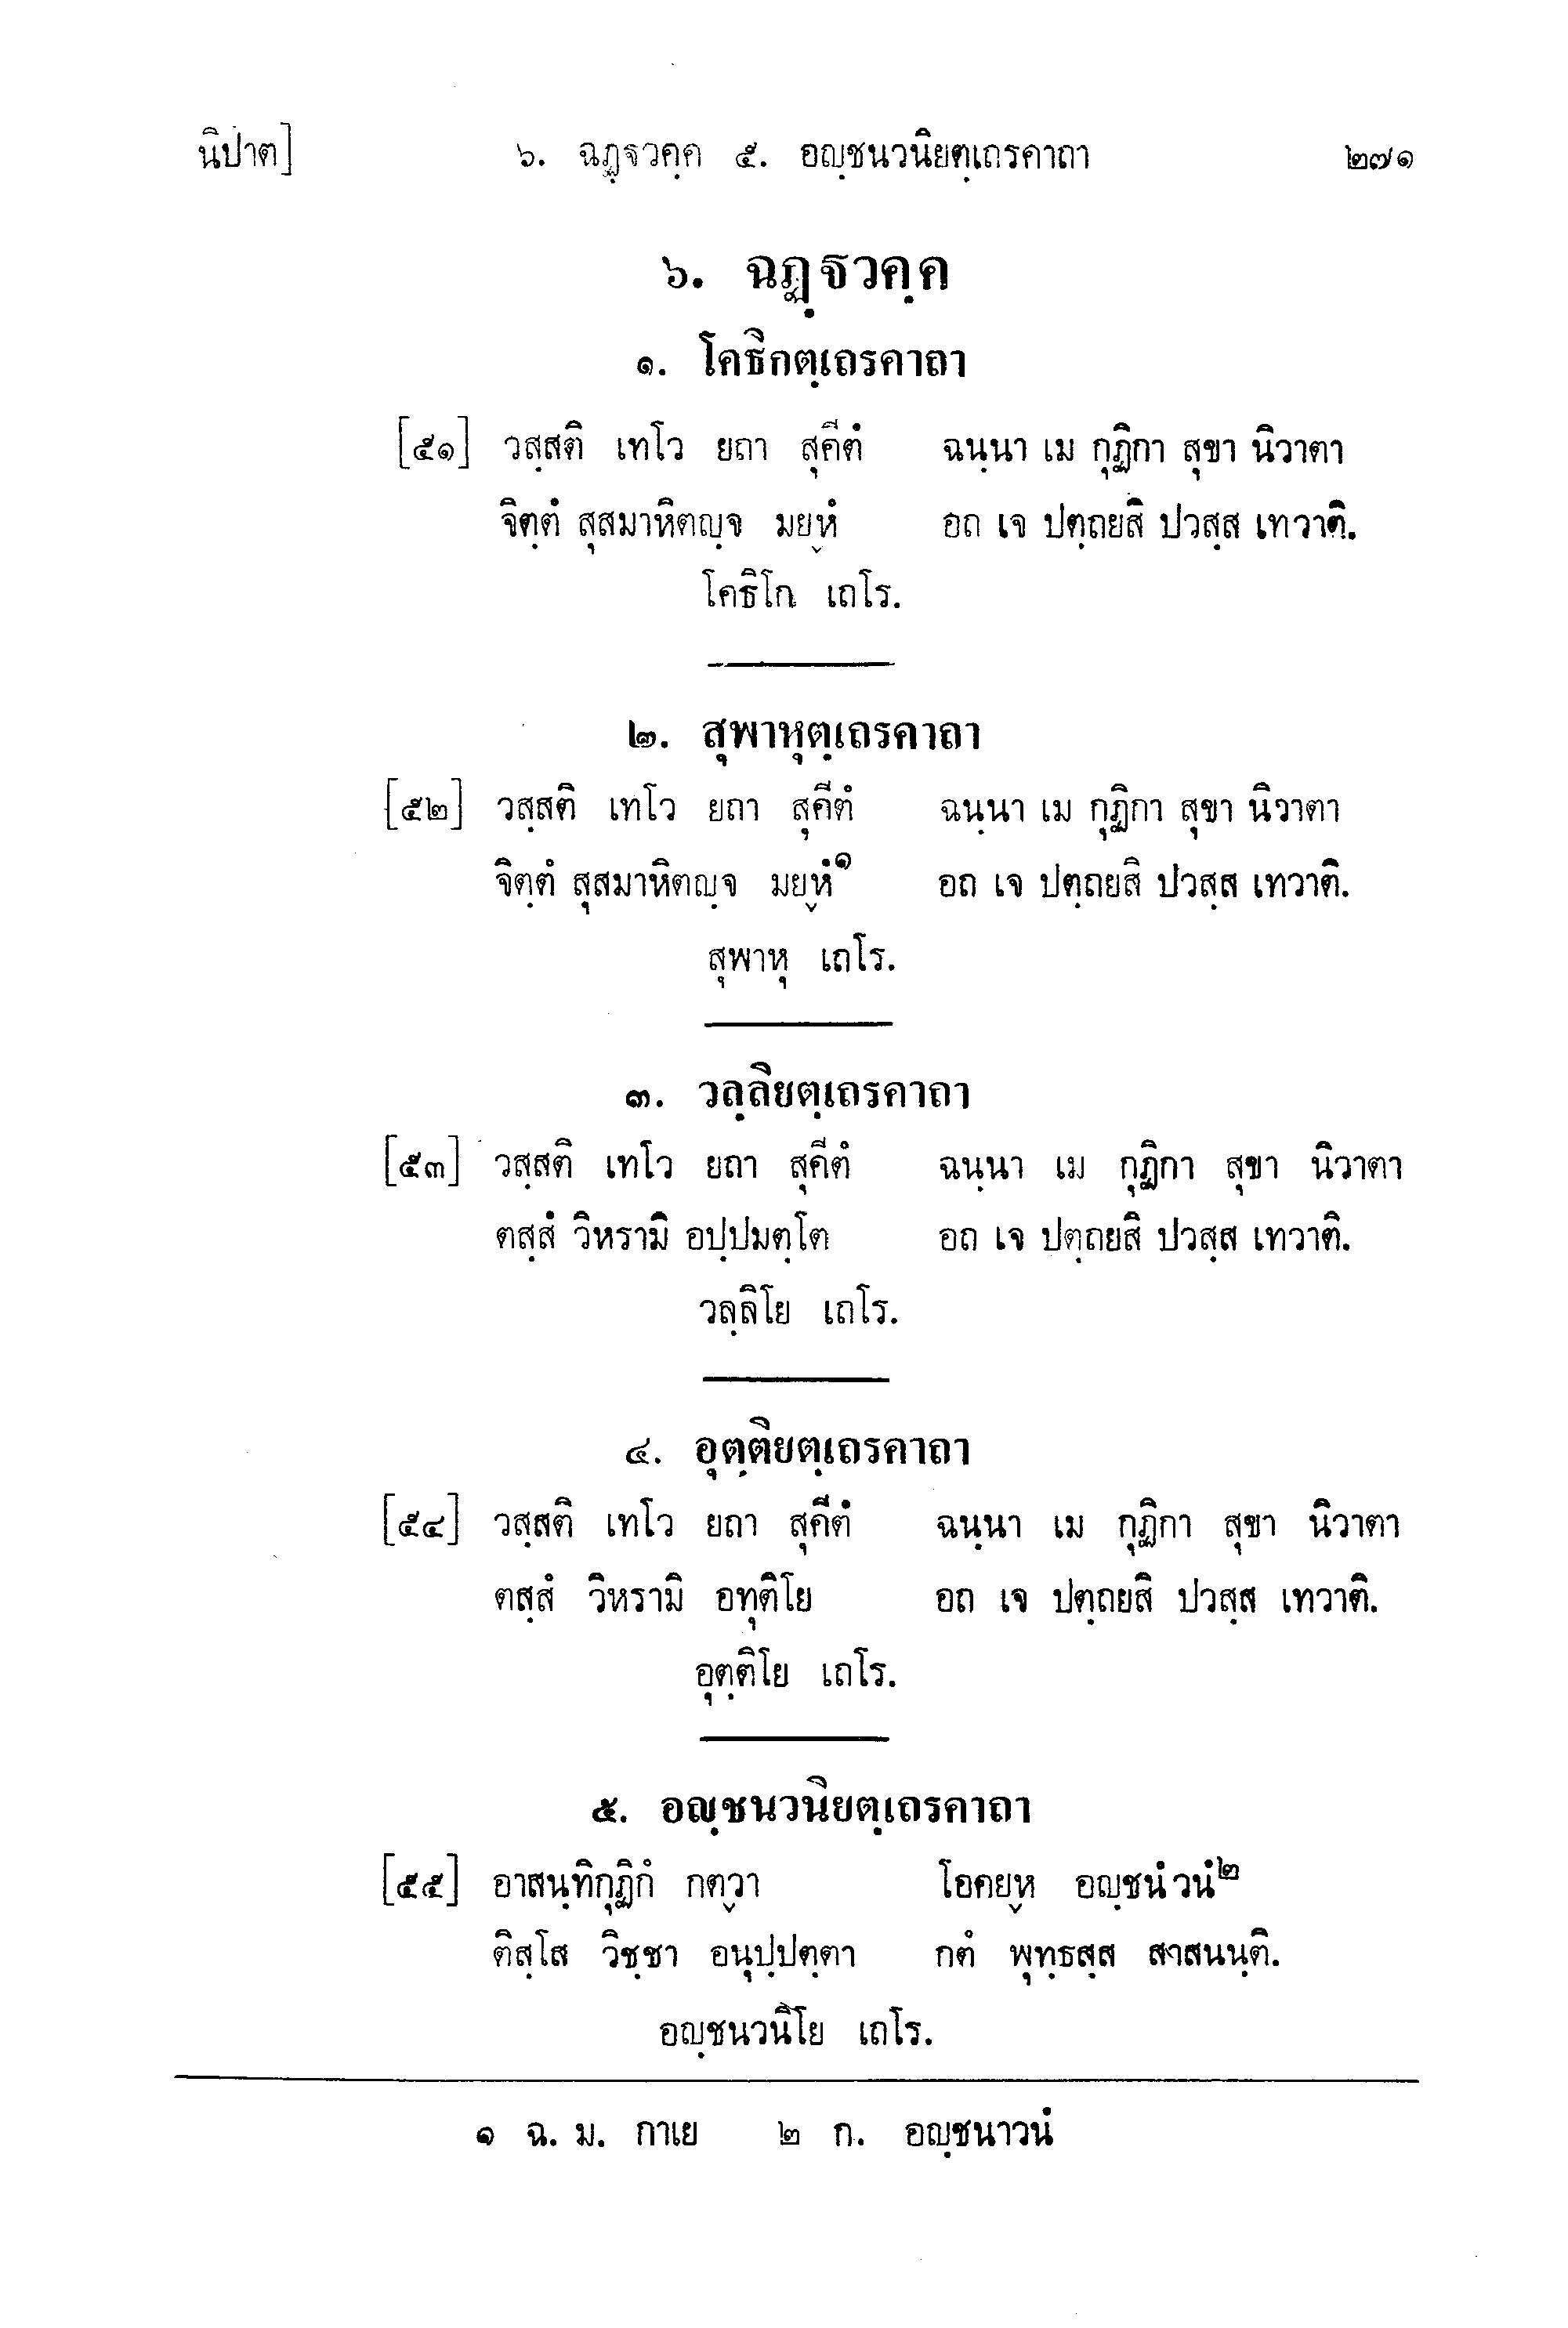 นิปาต] ๖. ฉฏฺฐวคฺค ๕. อญฺชนวนิยตฺเถรคาถา ๒๗๑
๖. ฉฏฺฐวคฺค
๑. โคธิกตฺเถรคาถา
[๕๑] วสฺสติ เทโว ยถา สุคีตํ ฉนฺนา เม กุฏิกา สุขา นิวาตา
จิตฺตํ สุสมาหิตญฺจ มยฺหํ อถ เจ ปตฺถยสิ ปวสฺส เทวาติ.
โคธิโก เถโร.
๒. สุพาหุตฺเถรคาถา
[๕๒] วสฺสติ เทโว ยถา สุคีตํ ฉนฺนา เม กุฏิกา สุขา นิวาตา
จิตฺตํ สุสมาหิตญฺจ มยฺหํ๑ อถ เจ ปตฺถยสิ ปวสฺส เทวาติ.
สุพาหุ เถโร.
๓. วลฺลิยตฺเถรคาถา
[๕๓] วสฺสติ เทโว ยถา สุคีตํ ฉนฺนา เม กุฏิกา สุขา นิวาตา
ตสฺสํ วิหรามิ อปฺปมตฺโต อถ เจ ปตฺถยสิ ปวสฺส เทวาติ.
วลฺลิโย เถโร.
๔. อุตฺติยตฺเถรคาถา
[๕๔] วสฺสติ เทโว ยถา สุคีตํ ฉนฺนา เม กุฏิกา สุขา นิวาตา
ตสฺสํ วิหรามิ อทุติโย อถ เจ ปตฺถยสิ ปวสฺส เทวาติ.
อุตฺติโย เถโร.
๕. อญฺชนวนิยตฺเถรคาถา
[๕๕] อาสนฺทิกุฏิกํ กตฺวา โอคยฺห อญฺชนํวนํ๒
ติสฺโส วิชฺชา อนุปฺปตฺตา กตํ พุทฺธสฺส สาสนนฺติ.
อญฺชนวนิโย เถโร.
๑ ฉ. ม. กาเย ๒ ก. อญฺชนาวนํ